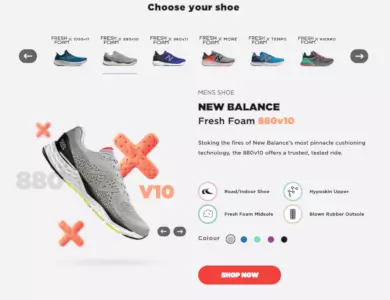 Choose your shoe
FRESH FOAM X 1080v11
FRESH FOAM X 880v10
FRESH FOAM X 860v11
FRESH FOAM X MORE
FRESH FOAM X TEMPO
FRESH FOAM X HIERRO
MENS SHOE
NEW BALANCE
Fresh Foam 880v10
Stoking the fires of New Balance's most pinnacle cushioning
technology, the 880v10 offers a trusted, tested ride.
880
V10
Road/Indoor Shoe
Hyposkin Upper
Fresh Foam Midsole
Blown Rubber Outsole
Colour
SHOP NOW